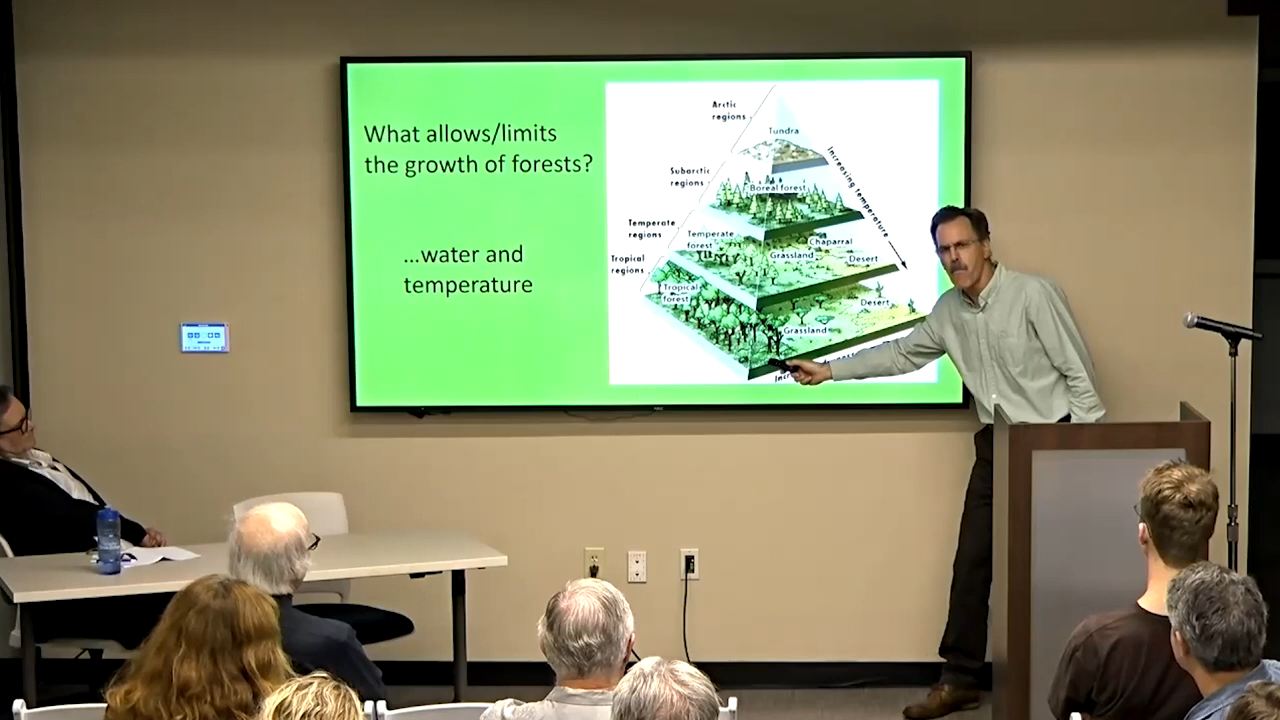 What allows/limits
the growth of forests?
...water and
temperature
Arctic
regions
Tundra
Subarctic
regions
Boreal forest
Increasing temperature
Temperate
regions
Temperate
forest
Chaparral
Grassland
Desert
Tropical
regions
Tropical
forest
Desert
Grassland